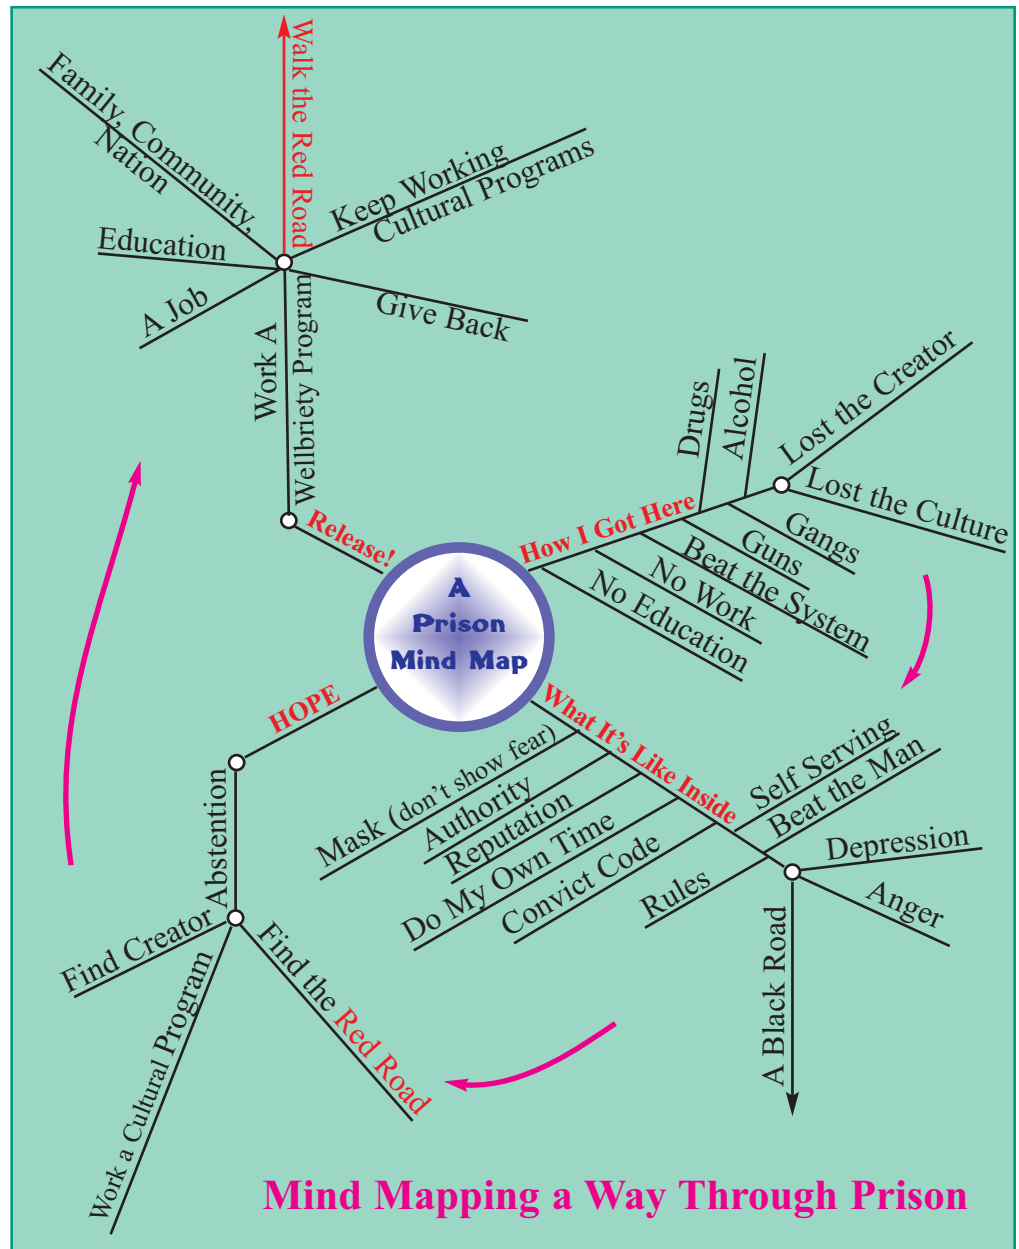 Walk the Red Road
Family, Community,
Nation
Education
A Job
Keep Working
Cultural Programs
Give Back
Work A
Wellbriety Program
Release!
A
Prison
Mind Map
How I Got Here
Drugs
Alcohol
Lost the Creator
Lost the Culture
Gangs
Guns
Beat the System
No Work
No Education
What It's Like Inside
Mask (don't show fear)
Authority
Reputation
Do My Own Time
Convict Code
Rules
Self Serving
Beat the Man
Depression
Anger
A Black Road
HOPE
Abstention
Find Creator
Work a Cultural Program
Find the Red Road
Mind Mapping a Way Through Prison